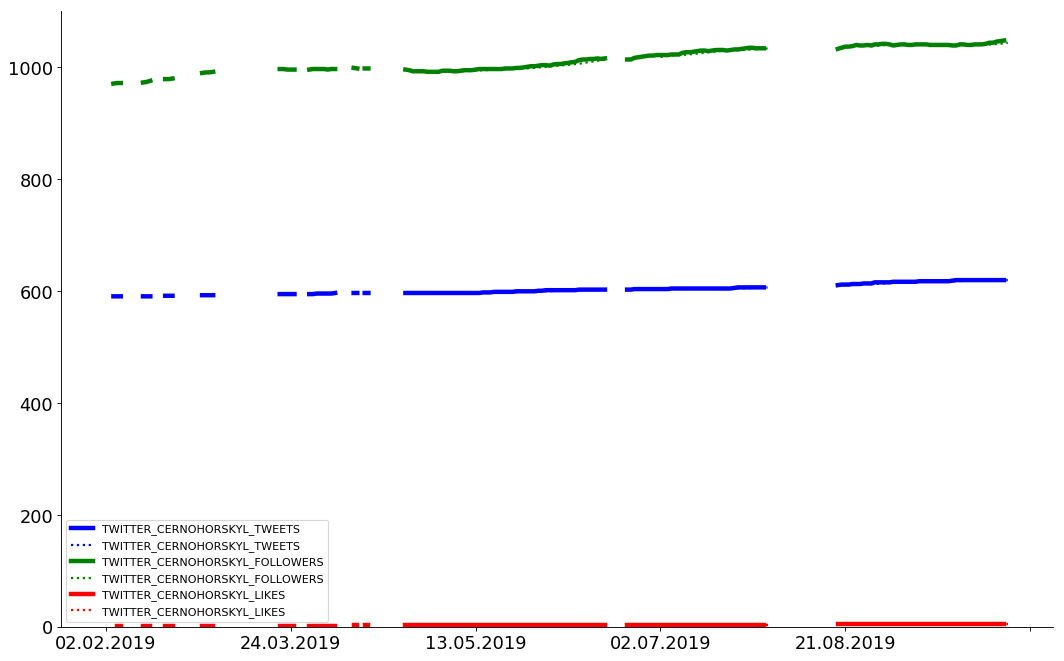 1000
800
600
400
200
0
TWITTER_CERNOHORSKYL_TWEETS
TWITTER_CERNOHORSKYL_TWEETS
TWITTER_CERNOHORSKYL_FOLLOWERS
TWITTER_CERNOHORSKYL_FOLLOWERS
TWITTER_CERNOHORSKYL_LIKES
TWITTER_CERNOHORSKYL_LIKES
02.02.2019 24.03.2019 13.05.2019 02.07.2019 21.08.2019